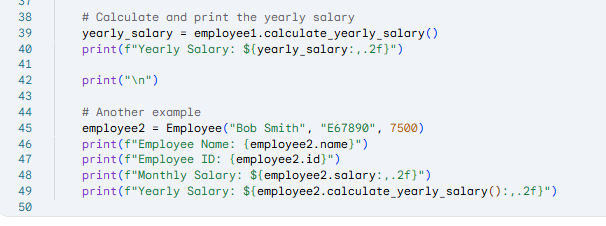 37
38 # Calculate and print the yearly salary
39 yearly_salary = employee1.calculate_yearly_salary()
40 print(f"Yearly Salary: ${yearly_salary:,.2f}")
41
42 print("\n")
43
44 # Another example
45 employee2 = Employee("Bob Smith", "E67890", 7500)
46 print(f"Employee Name: {employee2.name}")
47 print(f"Employee ID: {employee2.id}")
48 print(f"Monthly Salary: ${employee2.salary:,.2f}")
49 print(f"Yearly Salary: ${employee2.calculate_yearly_salary():,.2f}")
50